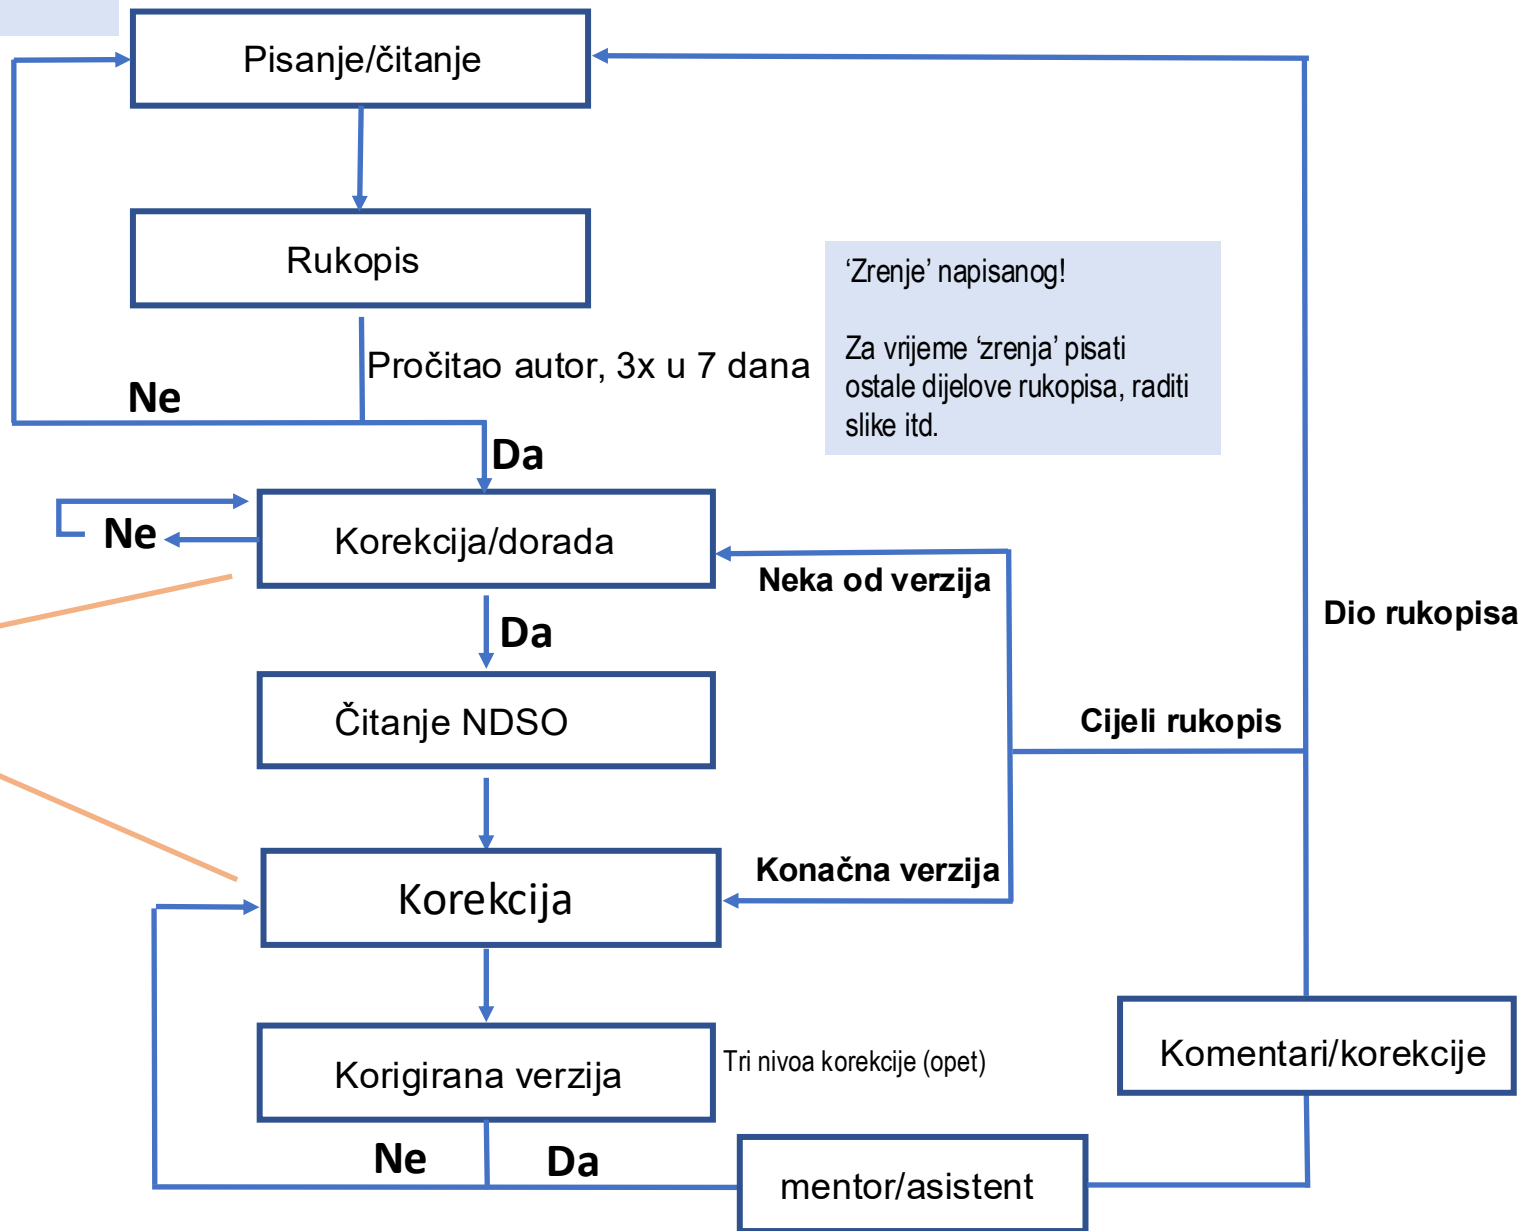 Pisanje/čitanje
Rukopis
‘Zrenje’ napisanog!
Za vrijeme ‘zrenja’ pisati
ostale dijelove rukopisa, raditi
slike itd.
Pročitao autor, 3x u 7 dana
Ne
Da
Korekcija/dorada
Ne
Neka od verzija
Da
Dio rukopisa
Čitanje NDSO
Cijeli rukopis
Konačna verzija
Korekcija
Korigirana verzija
Tri nivoa korekcije (opet)
Komentari/korekcije
Ne
Da
mentor/asistent